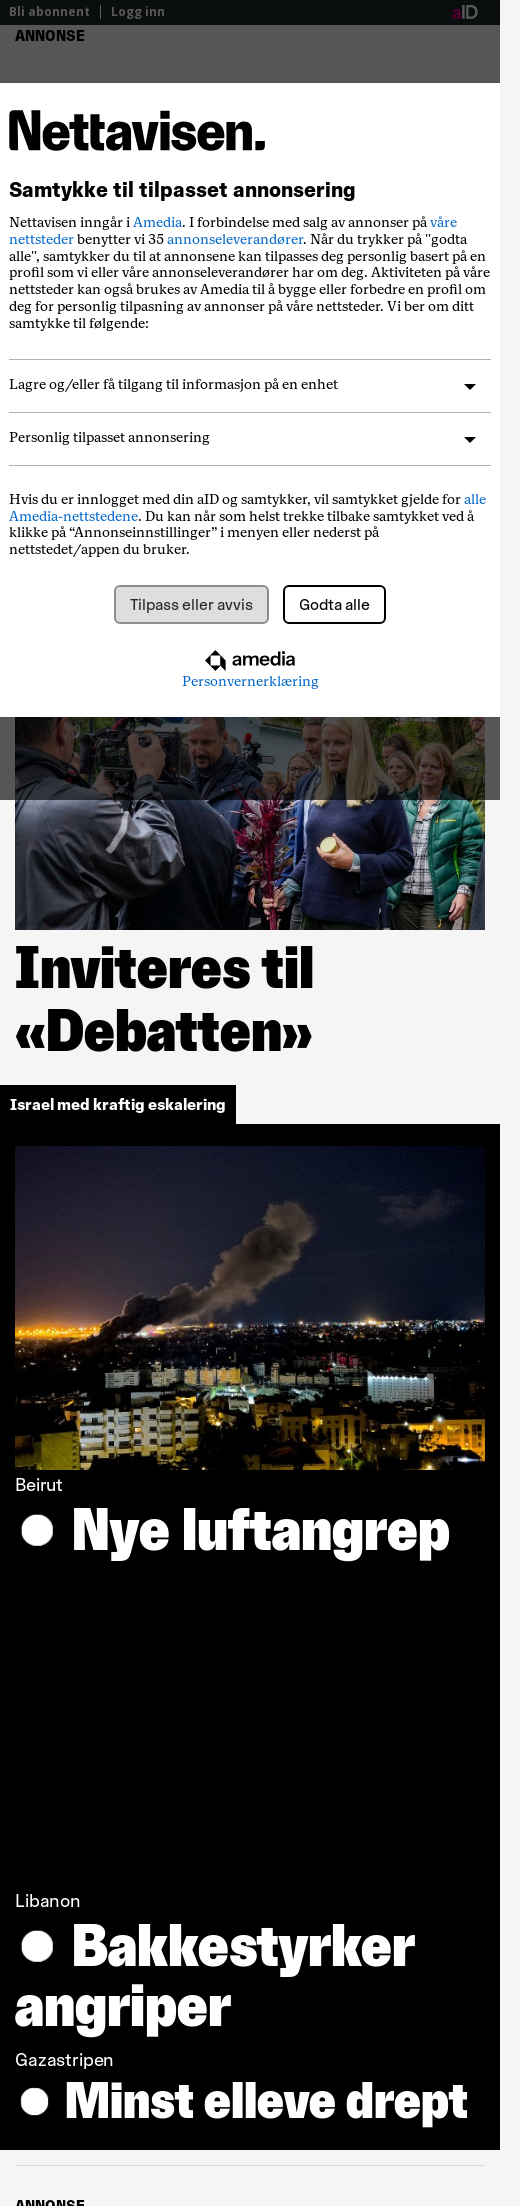 Bli abonnent | Logg inn
aID
ANNONSE
Nettavisen.
Samtykke til tilpasset annonsering
Nettavisen inngår i Amedia. I forbindelse med salg av annonser på våre
nettsteder benytter vi 35 annonseleverandører. Når du trykker på "godta
alle", samtykker du til at annonsene kan tilpasses deg personlig basert på en
profil som vi eller våre annonseleverandører har om deg. Aktiviteten på våre
nettsteder kan også brukes av Amedia til å bygge eller forbedre en profil om
deg for personlig tilpasning av annonser på våre nettsteder. Vi ber om ditt
samtykke til følgende:
Lagre og/eller få tilgang til informasjon på en enhet
Personlig tilpasset annonsering
Hvis du er innlogget med din aID og samtykker, vil samtykket gjelde for alle
Amedia-nettstedene. Du kan når som helst trekke tilbake samtykket ved å
klikke på “Annonseinnstillinger” i menyen eller nederst på
nettstedet/appen du bruker.
Tilpass eller avvis
Godta alle
amedia
Personvernerklæring
Inviteres til
«Debatten»
Israel med kraftig eskalering
Beirut
Nye luftangrep
Libanon
Bakkestyrker
angriper
Gazastripen
Minst elleve drept
ANNONSE